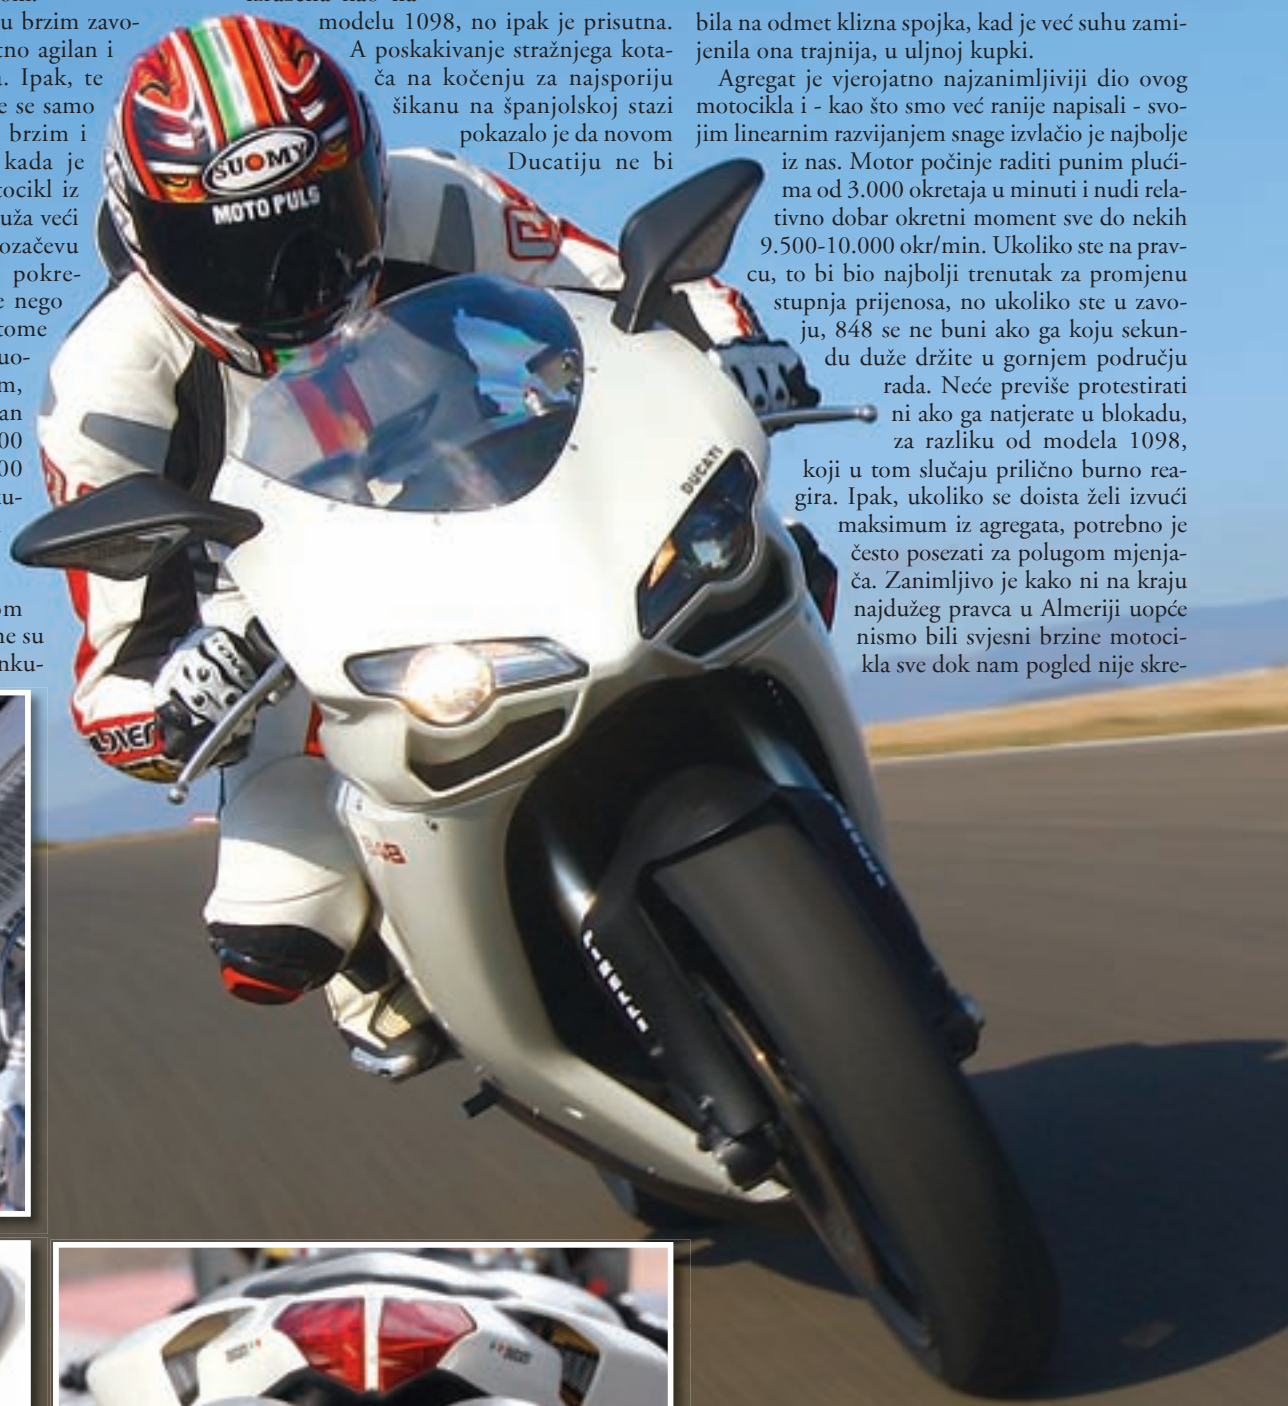 u brzim zavo-
no agilan i
Ipak, te
e se samo
brzim i
kada je
tocikl iz
uža veći
ozačevu
pokre-
e nego
tome
uo-
m,
an
00
00
ku-
om
ne su
nku-
modelu 1098, no ipak je prisutna.
A poskakivanje stražnjega kota-
ča na kočenju za najsporiju
šikanu na španjolskoj stazi
pokazalo je da novom
Ducatiju ne bi
bila na odmet klizna spojka, kad je već suhu zami-
jenila ona trajnija, u uljnoj kupki.
Agregat je vjerojatno najzanimljiviji dio ovog
motocikla i - kao što smo već ranije napisali - svo-
jim linearnim razvijanjem snage izvlačio je najbolje
iz nas. Motor počinje raditi punim plući-
ma od 3.000 okretaja u minuti i nudi rela-
tivno dobar okretni moment sve do nekih
9.500-10.000 okr/min. Ukoliko ste na prav-
cu, to bi bio najbolji trenutak za promjenu
stupnja prijenosa, no ukoliko ste u zavo-
ju, 848 se ne buni ako ga koju sekun-
du duže držite u gornjem području
rada. Neće previše protestirati
ni ako ga natjerate u blokadu,
za razliku od modela 1098,
koji u tom slučaju prilično burno rea-
gira. Ipak, ukoliko se doista želi izvući
maksimum iz agregata, potrebno je
često posezati za polugom mjenja-
ča. Zanimljivo je kako ni na kraju
najdužeg pravca u Almeriji uopće
nismo bili svjesni brzine motoci-
kla sve dok nam pogled nije skre-
SUOMY
MOTO PULS
DUCATI
848